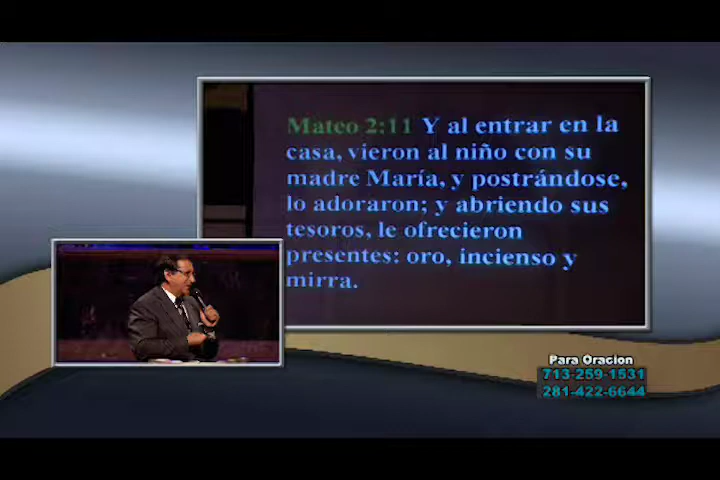 Mateo 2:11 Y al entrar en la
casa, vieron al niño con su
madre María, y postrándose,
lo adoraron; y abriendo sus
tesoros, le ofrecieron
presentes: oro, incienso y
mirra.
Para Oracion
713-259-1531
281-422-6644